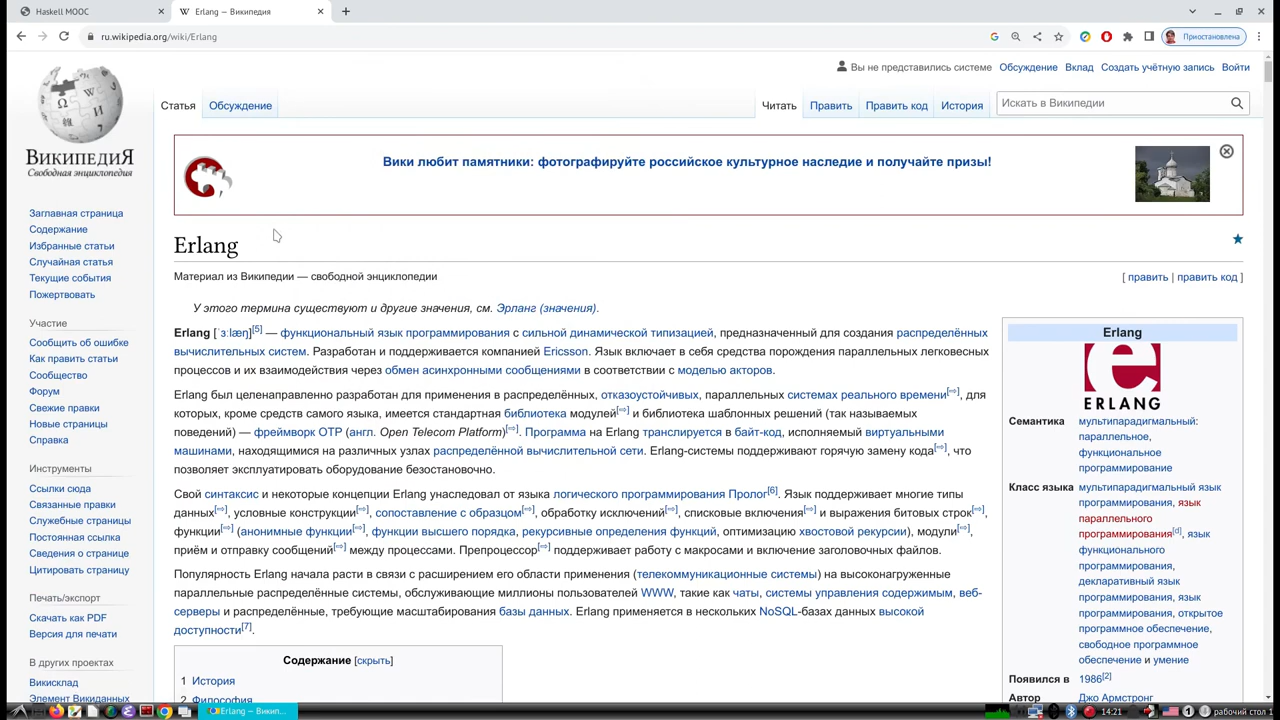 Haskell MOOC
Erlang — Википедия
ru.wikipedia.org/wiki/Erlang
Приостановлена
Вы не представились системе Обсуждение Вклад Создать учётную запись Войти
Статья Обсуждение
Читать Править Править код История
Искать в Википедии
ВИКИПЕДИЯ
Свободная энциклопедия
Заглавная страница
Содержание
Избранные статьи
Случайная статья
Текущие события
Пожертвовать
Участие
Сообщить об ошибке
Как править статьи
Сообщество
Форум
Свежие правки
Новые страницы
Справка
Инструменты
Ссылки сюда
Связанные правки
Служебные страницы
Постоянная ссылка
Сведения о странице
Цитировать страницу
Печать/экспорт
Скачать как PDF
Версия для печати
В других проектах
Викисклад
Элемент Викиданных
Вики любит памятники: фотографируйте российское культурное наследие и получайте призы!
Erlang
Материал из Википедии — свободной энциклопедии
[ править | править код ]
У этого термина существуют и другие значения, см. Эрланг (значения).
Erlang [ˈɜːlæŋ][5] — функциональный язык программирования с сильной динамической типизацией, предназначенный для создания распределённых
вычислительных систем. Разработан и поддерживается компанией Ericsson. Язык включает в себя средства порождения параллельных легковесных
процессов и их взаимодействия через обмен асинхронными сообщениями в соответствии с моделью акторов.
Erlang был целенаправленно разработан для применения в распределённых, отказоустойчивых, параллельных системах реального времени[⇨], для
которых, кроме средств самого языка, имеется стандартная библиотека модулей[⇨] и библиотека шаблонных решений (так называемых
поведений) — фреймворк OTP (англ. Open Telecom Platform)[⇨]. Программа на Erlang транслируется в байт-код, исполняемый виртуальными
машинами, находящимися на различных узлах распределённой вычислительной сети. Erlang-системы поддерживают горячую замену кода[⇨], что
позволяет эксплуатировать оборудование безостановочно.
Свой синтаксис и некоторые концепции Erlang унаследовал от языка логического программирования Пролог[6]. Язык поддерживает многие типы
данных[⇨], условные конструкции[⇨], сопоставление с образцом[⇨], обработку исключений[⇨], списковые включения[⇨] и выражения битовых строк[⇨],
функции[⇨] (анонимные функции[⇨], функции высшего порядка, рекурсивные определения функций, оптимизацию хвостовой рекурсии), модули[⇨],
приём и отправку сообщений[⇨] между процессами. Препроцессор[⇨] поддерживает работу с макросами и включение заголовочных файлов.
Популярность Erlang начала расти в связи с расширением его области применения (телекоммуникационные системы) на высоконагруженные
параллельные распределённые системы, обслуживающие миллионы пользователей WWW, такие как чаты, системы управления содержимым, веб-
серверы и распределённые, требующие масштабирования базы данных. Erlang применяется в нескольких NoSQL-базах данных высокой
доступности[7].
Содержание [скрыть]
1 История
2 Философия
Erlang
ERLANG
Семантика мультипарадигмальный:
параллельное,
функциональное
программирование
Класс языка мультипарадигмальный язык
программирования, язык
параллельного
программирования[d], язык
функционального
программирования,
декларативный язык
программирования, язык
программирования, открытое
программное обеспечение,
свободное программное
обеспечение и умение
Появился в 1986[2]
Автор Джо Армстронг
Erlang — Викип...
14:21
1
рабочий стол 1